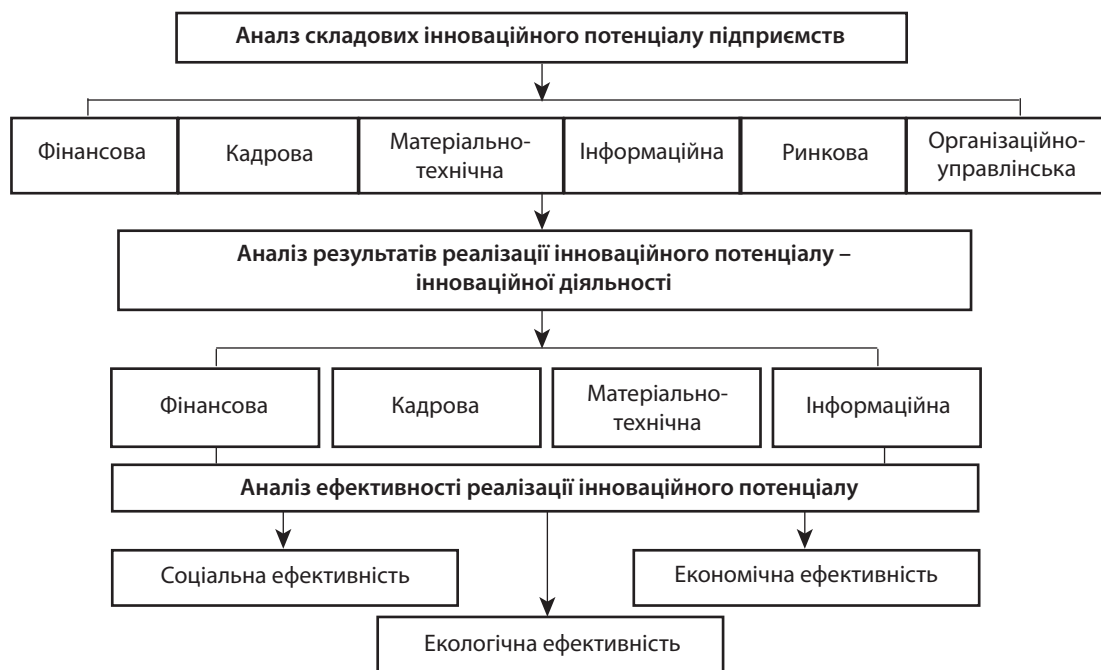 Аналз складових інноваційного потенціалу підприємств
Фінансова
Кадрова
Матеріально-
технічна
Інформаційна
Ринкова
Організаційно-
управлінська
Аналіз результатів реалізації інноваційного потенціалу –
інноваційної діяльності
Фінансова
Кадрова
Матеріально-
технічна
Інформаційна
Аналіз ефективності реалізації інноваційного потенціалу
Соціальна ефективність
Економічна ефективність
Екологічна ефективність